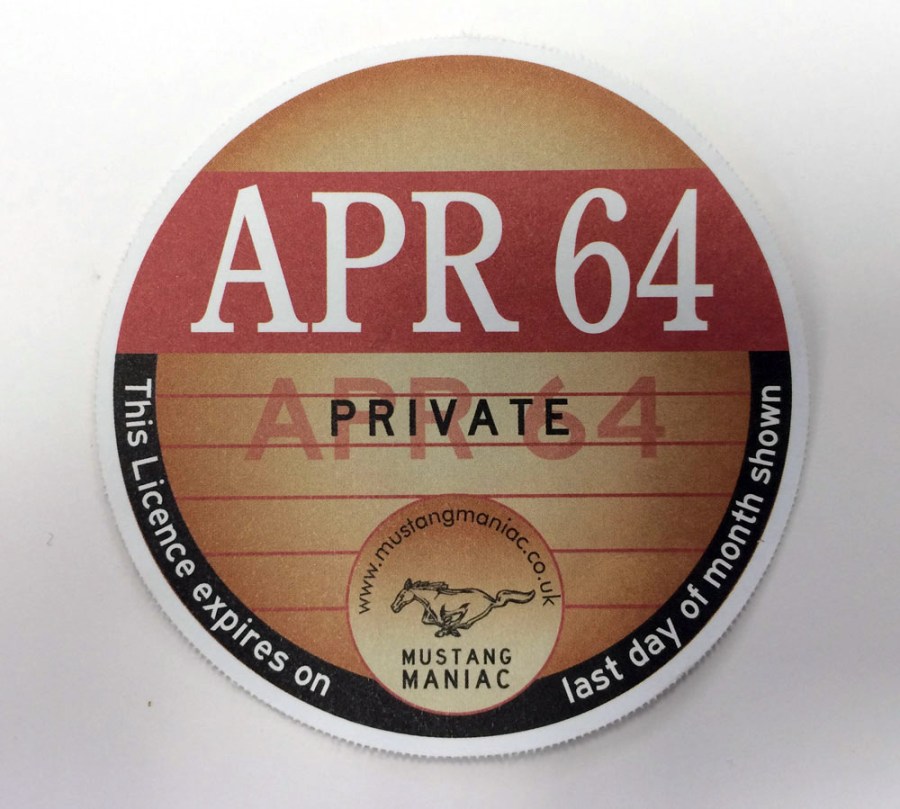 APR 64
APR 64
PRIVATE
This Licence expires on
last day of month shown
www.mustangmaniac.co.uk
MUSTANG
MANIAC